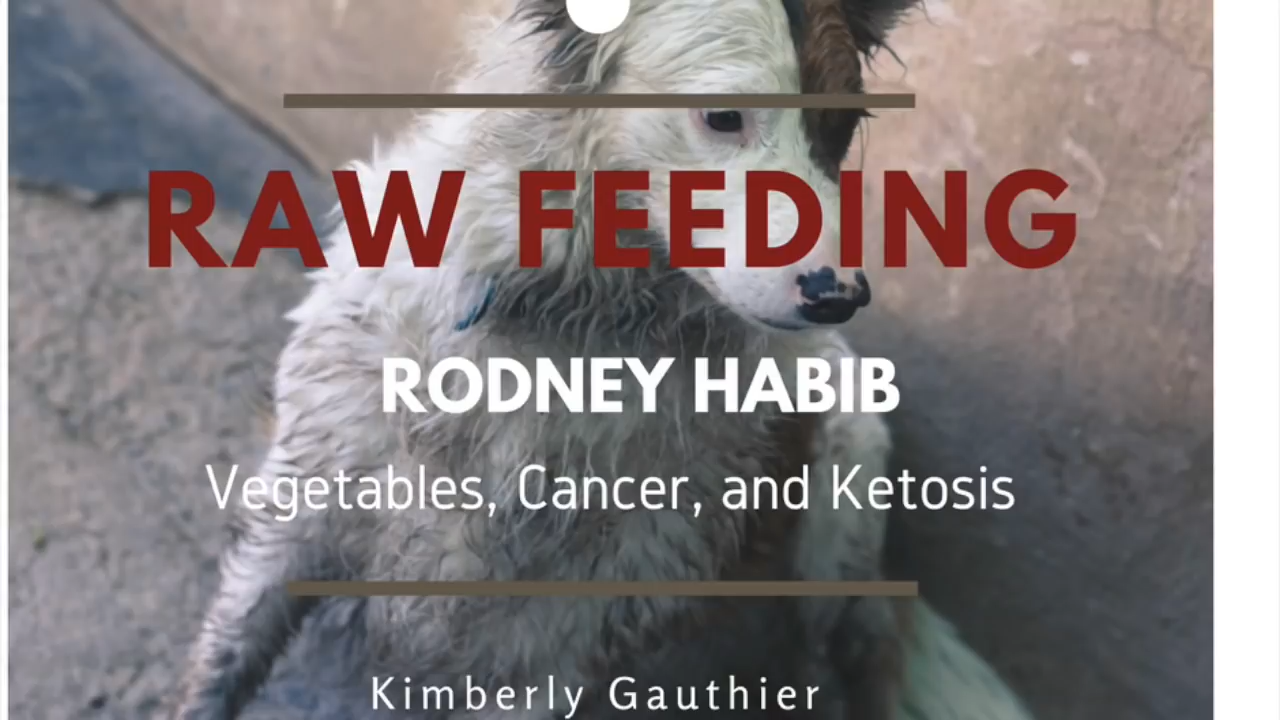 RAW FEEDING
RODNEY HABIB
Vegetables, Cancer, and Ketosis
Kimberly Gauthier